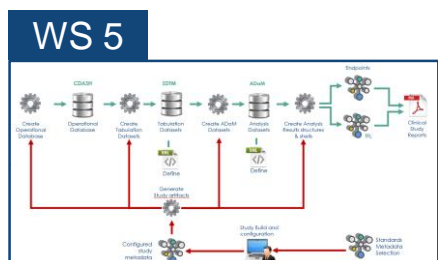 WS 5
Endpoints
CDASH
SDTM
ADaM
Create
Operational
Database
Operational
Database
Create
Tabulation
Datasets
Tabulation
Datasets
Create ADaM
Datasets
Analysis
Datasets
Create Analysis
Results structures
& shells
Clinical
Study
Reports
XML
Define
XML
Define
Generate
Study artifacts
Study Build and
configuration
Configured
study
metadata
Standards
Metadata
Selection